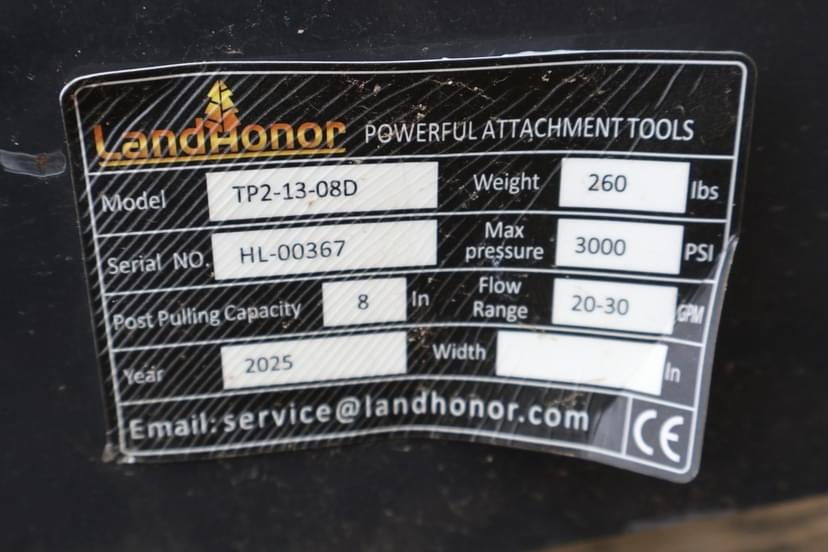 LandHonor POWERFUL ATTACHMENT TOOLS
Model TP2-13-08D Weight 260 lbs
Serial NO. HL-00367 Max pressure 3000 PSI
Post Pulling Capacity 8 In Flow Range 20-30 GPM
Year 2025 Width In
Email: service@landhonor.com CE